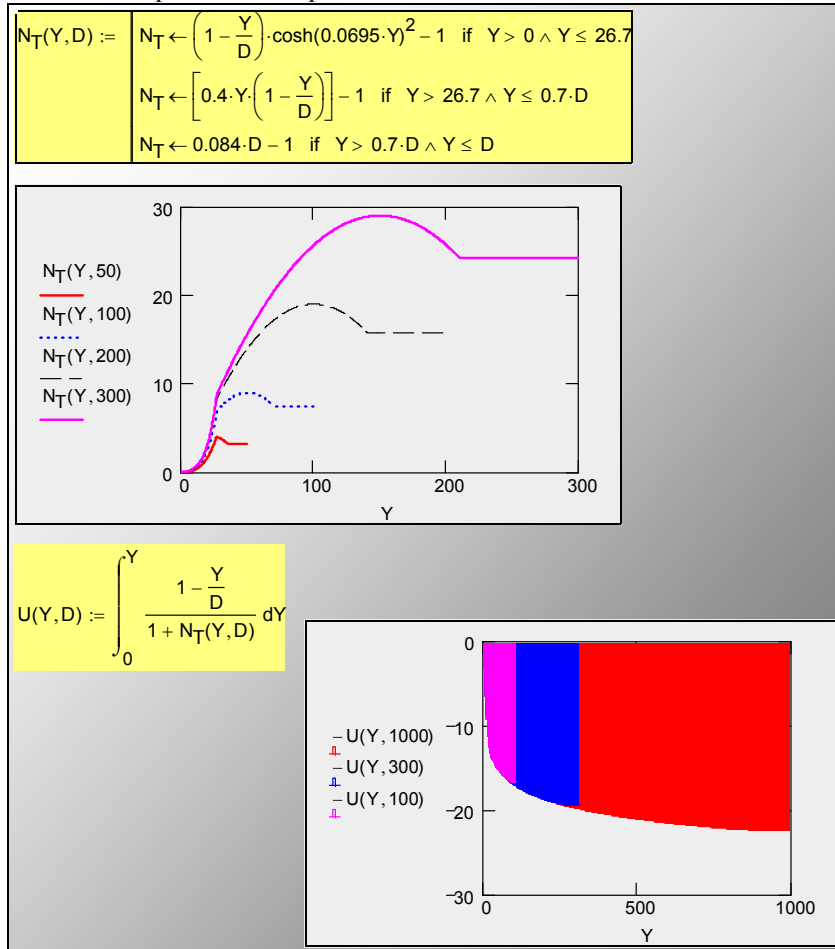 N_T(Y,D) := | N_T ← (1 − Y/D)·cosh(0.0695·Y)² − 1 if Y > 0 ∧ Y ≤ 26.7
N_T ← [0.4·Y·(1 − Y/D)] − 1 if Y > 26.7 ∧ Y ≤ 0.7·D
N_T ← 0.084·D − 1 if Y > 0.7·D ∧ Y ≤ D
30
20
10
0
0 100 200 300
Y
N_T(Y,50)
N_T(Y,100)
N_T(Y,200)
N_T(Y,300)
U(Y,D) := ∫_0^Y (1 − Y/D)/(1 + N_T(Y,D)) dY
0
−10
−20
−30
0 500 1000
Y
−U(Y,1000)
−U(Y,300)
−U(Y,100)